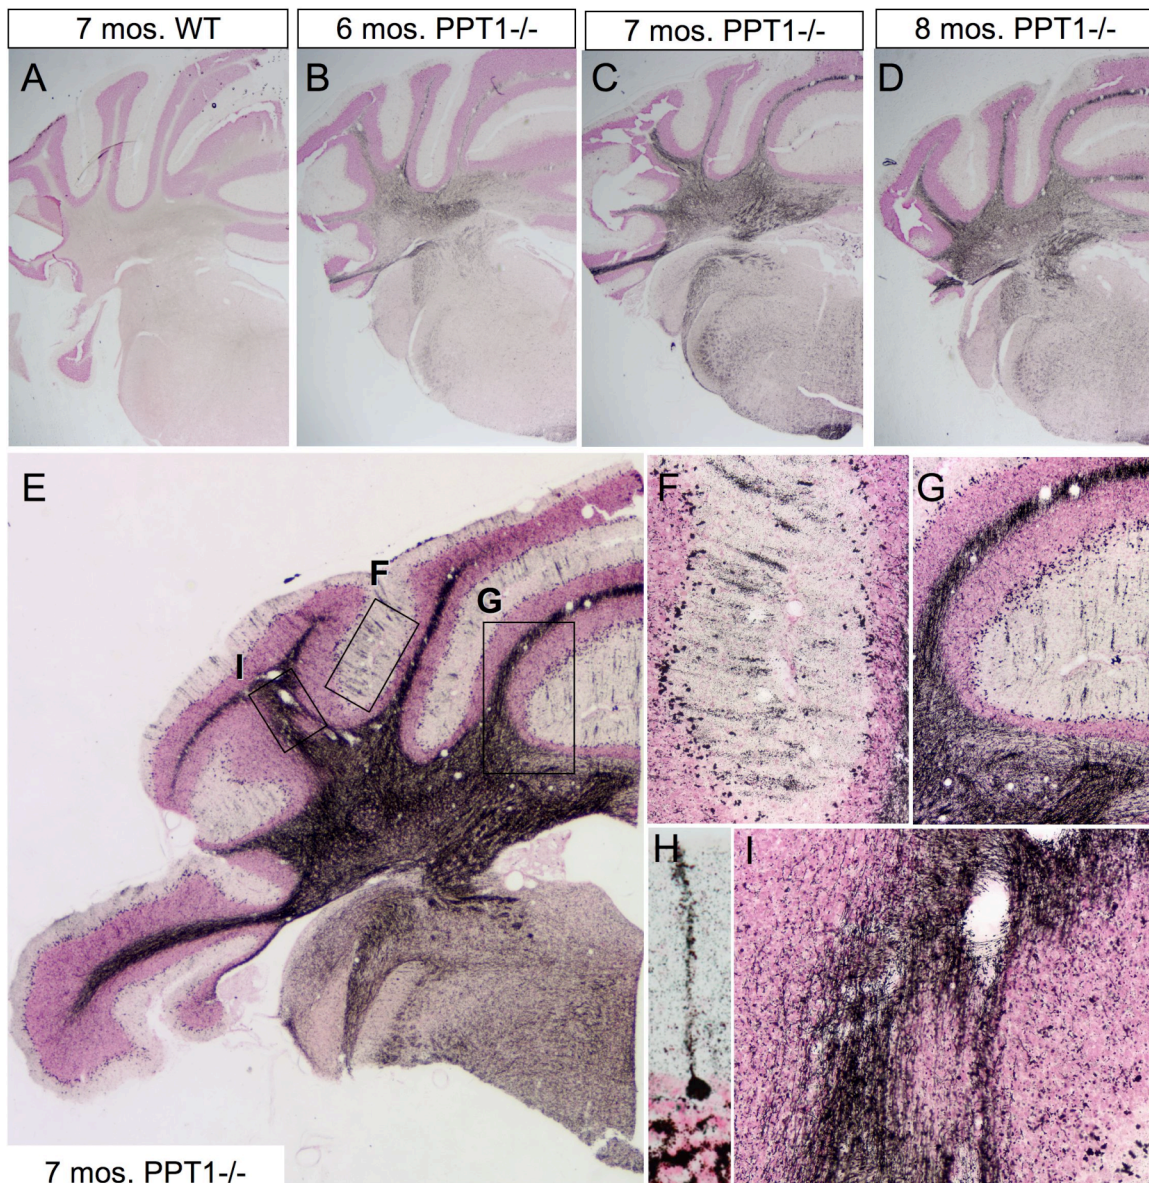 7 mos. WT
6 mos. PPT1-/-
7 mos. PPT1-/-
8 mos. PPT1-/-
A
B
C
D
E
F
G
I
F
G
H
I
7 mos. PPT1-/-